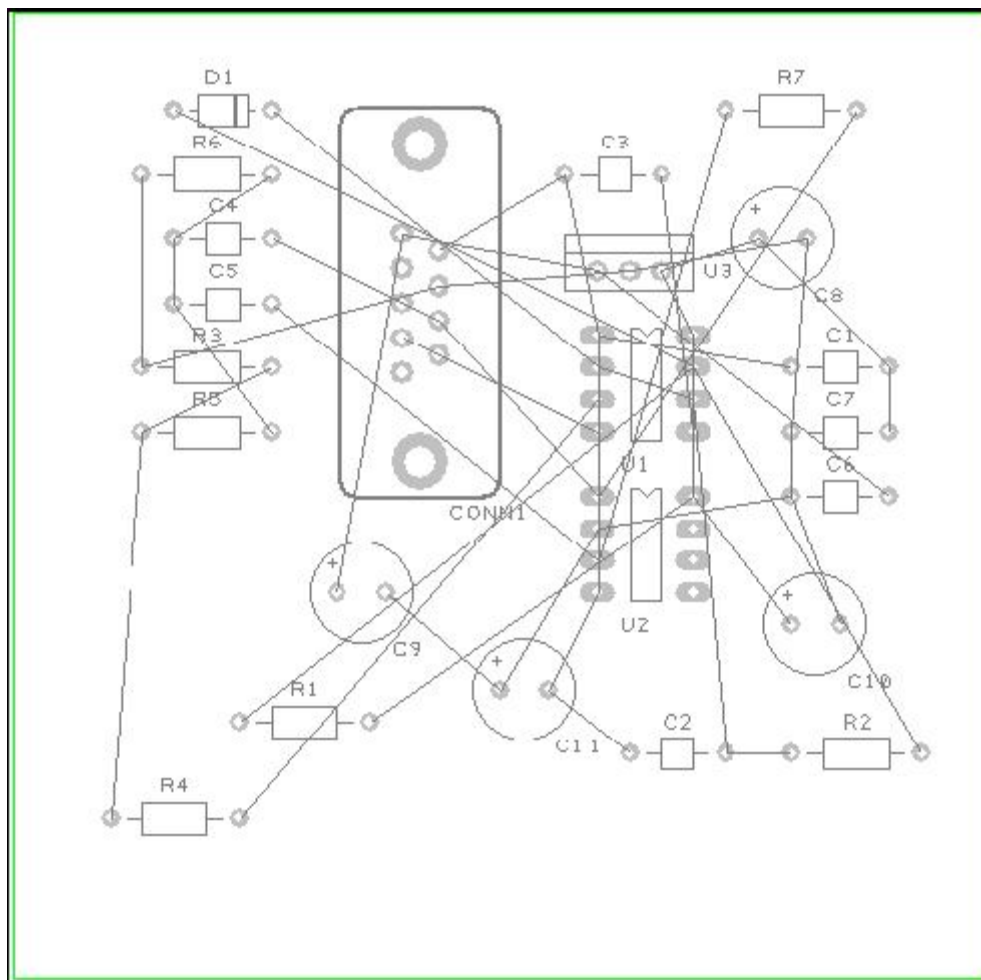 D1
R7
R6
C3
C4
+
C5
U3
C8
R3
C1
R5
C7
U1
C6
CONN1
+
+
U2
C9
+
C10
R1
C11
C2
R2
R4